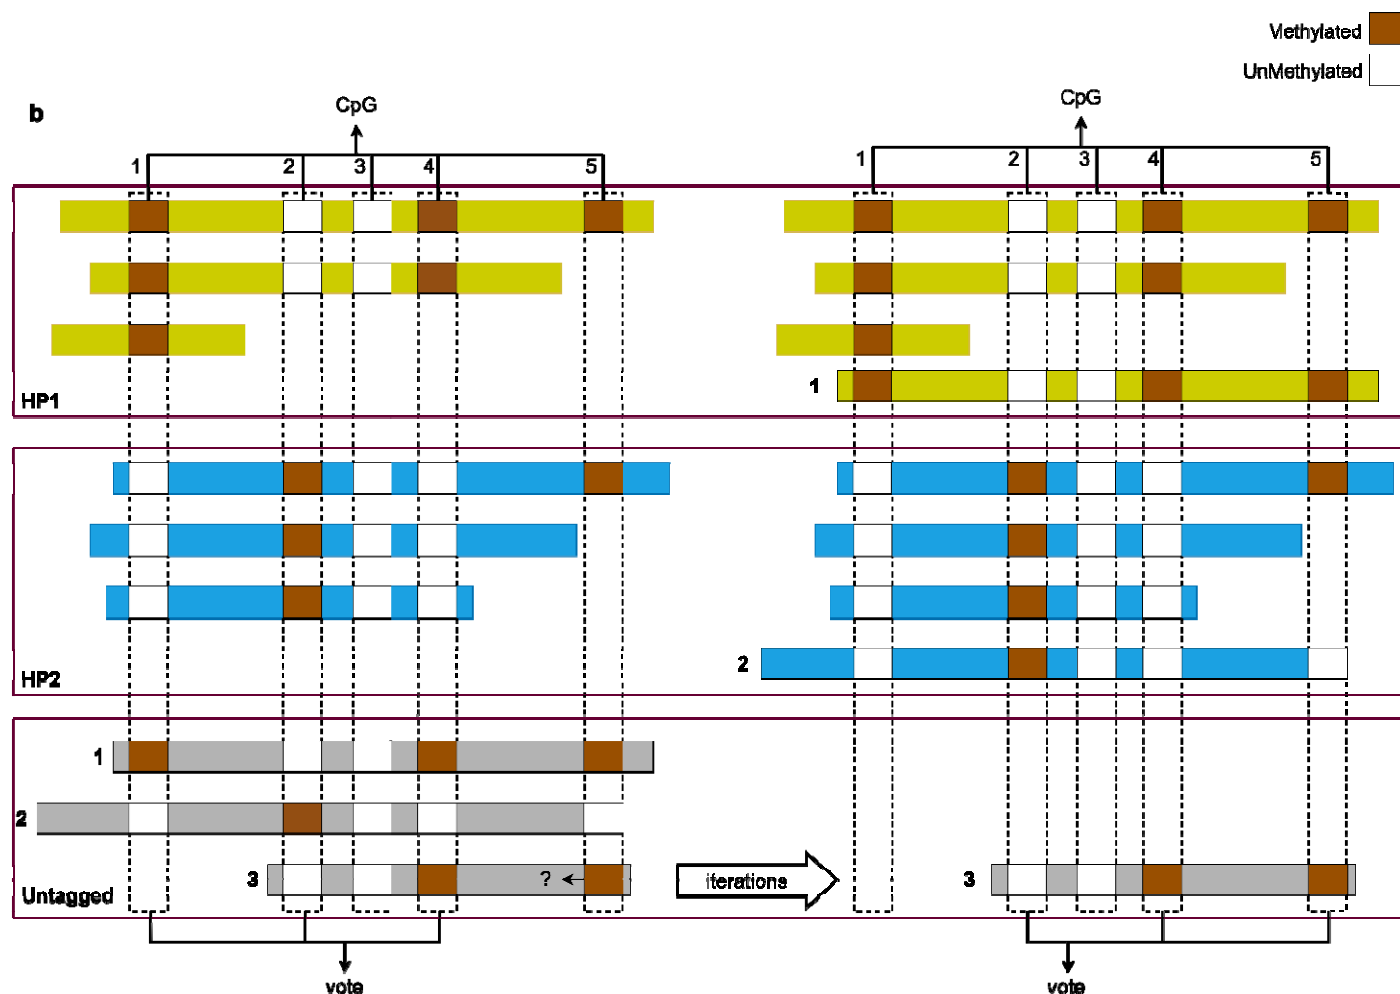 Methylated
UnMethylated
b
CpG
CpG
1 2 3 4 5
1 2 3 4 5
1
HP1
2
HP2
1
2
3 ?
iterations
3
Untagged
vote
vote